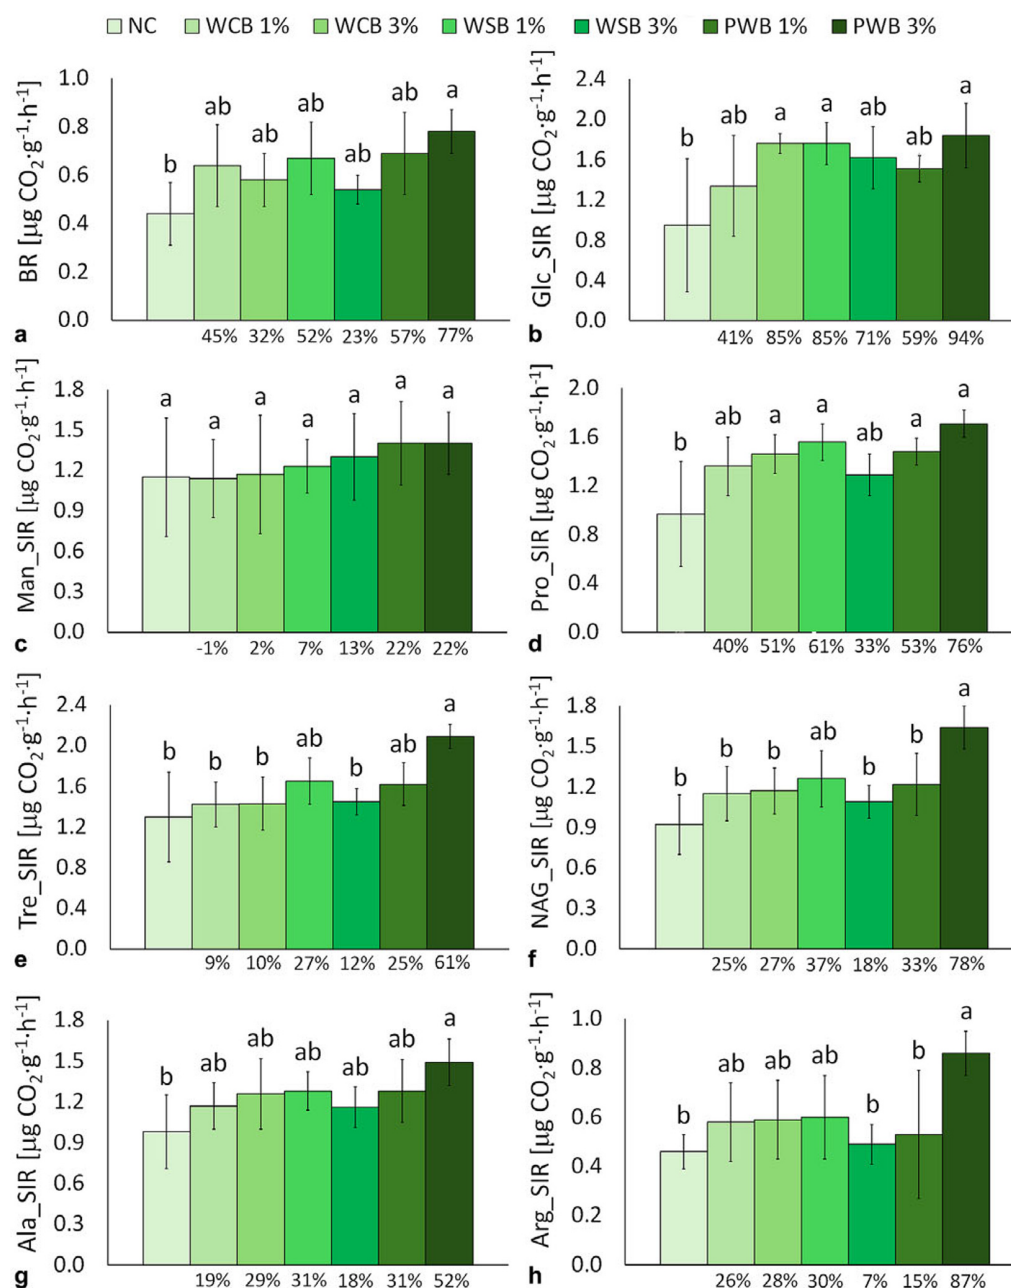 NC WCB 1% WCB 3% WSB 1% WSB 3% PWB 1% PWB 3%
BR [µg CO₂·g⁻¹·h⁻¹]
1.0
0.8
0.6
0.4
0.2
0.0
b ab ab ab ab ab a
a
45% 32% 52% 23% 57% 77%
Glc_SIR [µg CO₂·g⁻¹·h⁻¹]
2.4
2.0
1.6
1.2
0.8
0.4
0.0
b ab a a ab ab a
b
41% 85% 85% 71% 59% 94%
Man_SIR [µg CO₂·g⁻¹·h⁻¹]
1.8
1.5
1.2
0.9
0.6
0.3
0.0
a a a a a a a
c
-1% 2% 7% 13% 22% 22%
Pro_SIR [µg CO₂·g⁻¹·h⁻¹]
2.0
1.6
1.2
0.8
0.4
0.0
b ab a a ab a a
d
40% 51% 61% 33% 53% 76%
Tre_SIR [µg CO₂·g⁻¹·h⁻¹]
2.4
2.0
1.6
1.2
0.8
0.4
0.0
b b b ab b ab a
e
9% 10% 27% 12% 25% 61%
NAG_SIR [µg CO₂·g⁻¹·h⁻¹]
1.8
1.5
1.2
0.9
0.6
0.3
0.0
b b b ab b b a
f
25% 27% 37% 18% 33% 78%
Ala_SIR [µg CO₂·g⁻¹·h⁻¹]
1.8
1.5
1.2
0.9
0.6
0.3
0.0
b ab ab ab ab ab a
g
19% 29% 31% 18% 31% 52%
Arg_SIR [µg CO₂·g⁻¹·h⁻¹]
1.0
0.8
0.6
0.4
0.2
0.0
b ab ab ab b b a
h
26% 28% 30% 7% 15% 87%